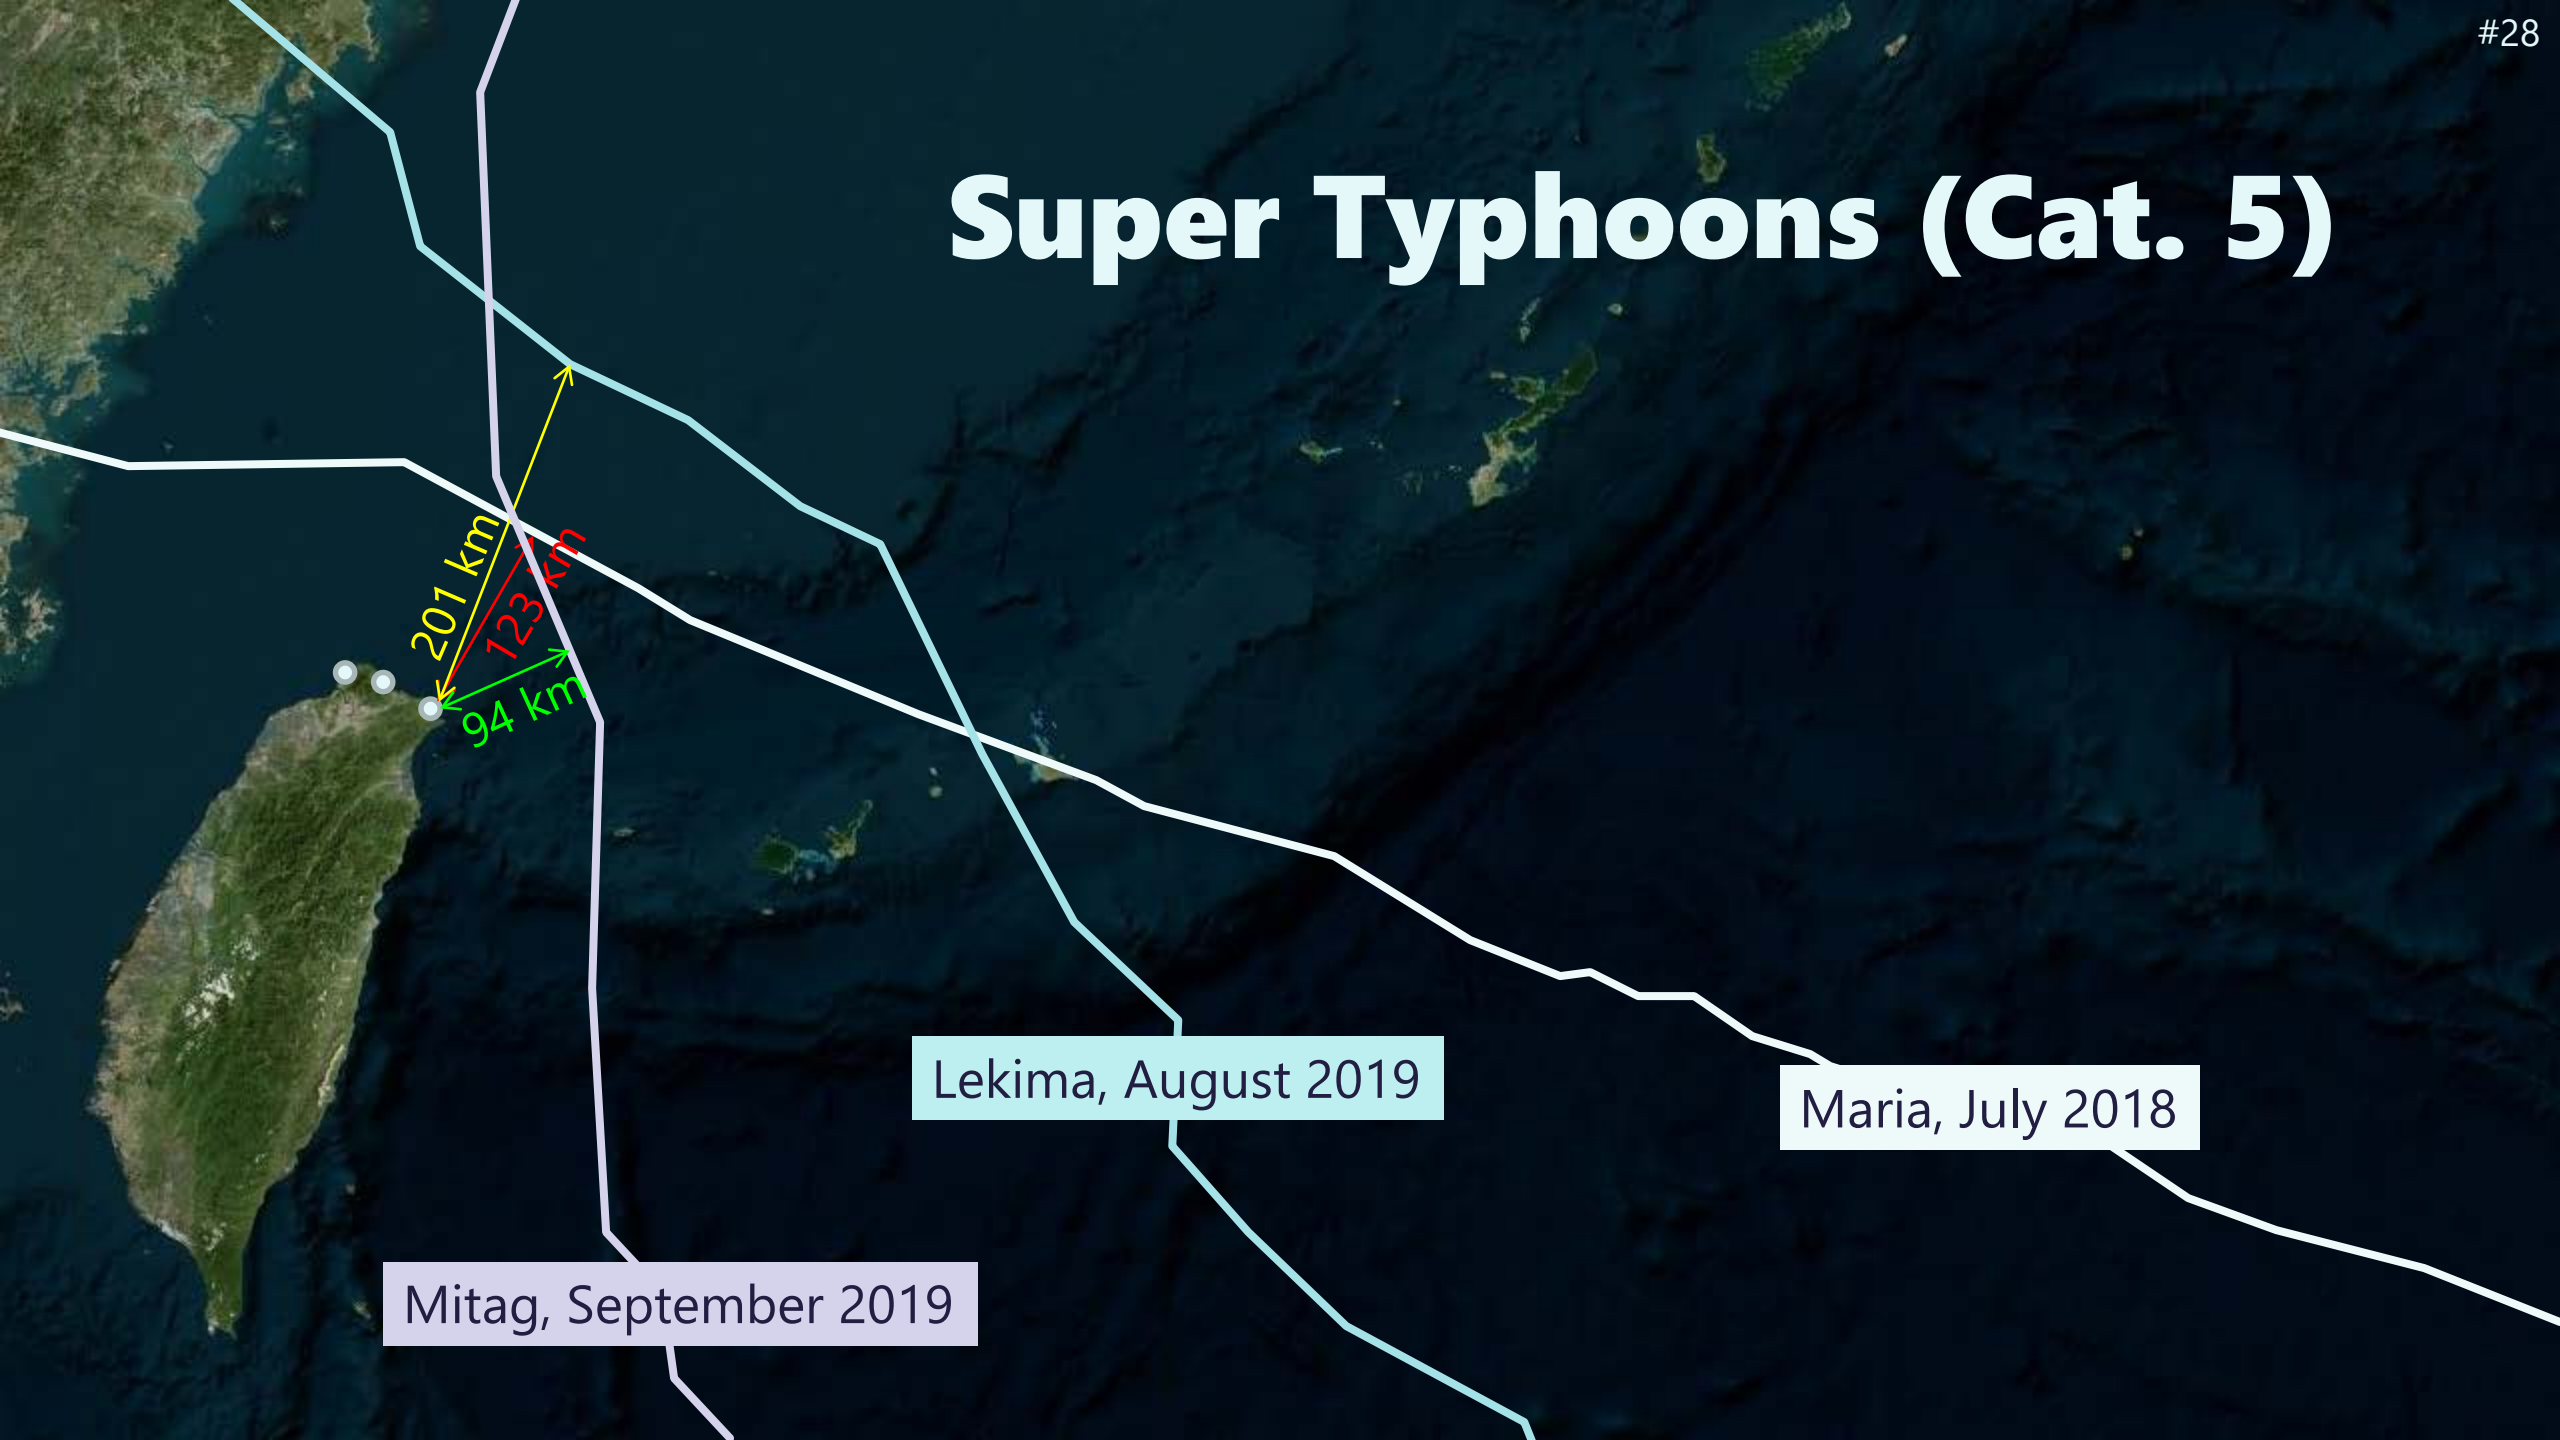 #28
Super Typhoons (Cat. 5)
201 km
123 km
94 km
Lekima, August 2019
Maria, July 2018
Mitag, September 2019